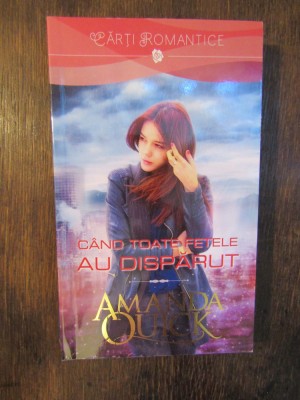 CĂRȚI ROMANTICE
CÂND TOATE FETELE
AU DISPĂRUT
AMANDA
QUICK